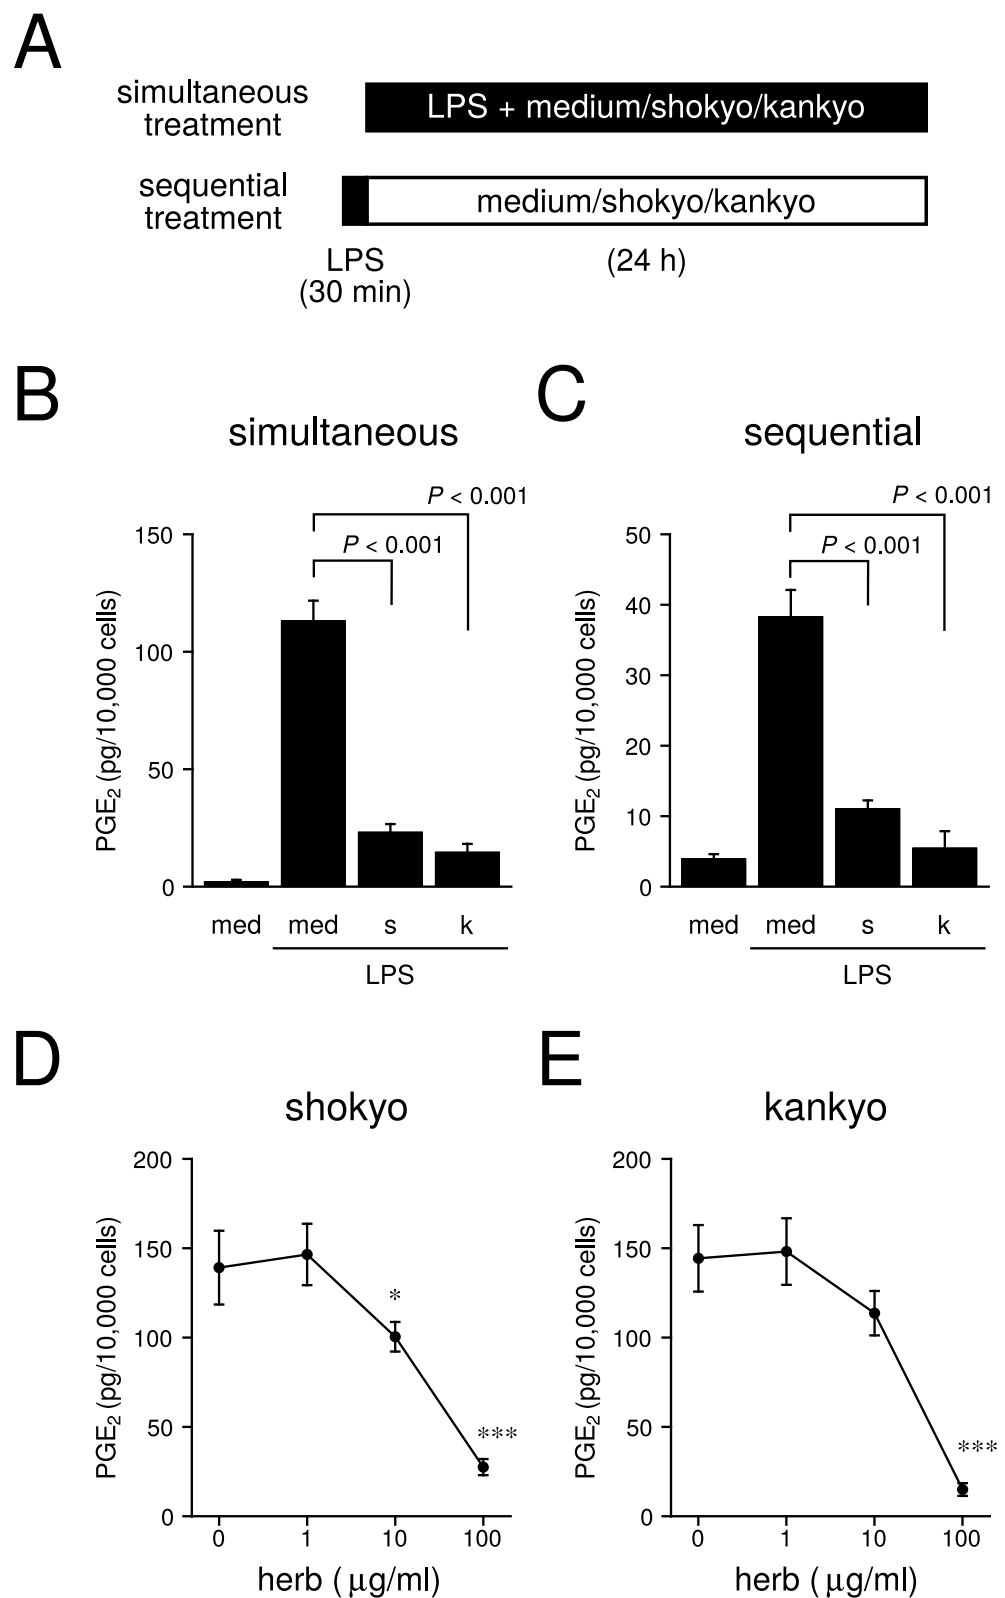 A
simultaneous
treatment
LPS + medium/shokyo/kankyo
sequential
treatment
medium/shokyo/kankyo
LPS
(30 min)
(24 h)
B
simultaneous
P < 0.001
P < 0.001
150
100
50
0
PGE₂ (pg/10,000 cells)
med med s k
LPS
C
sequential
P < 0.001
P < 0.001
50
40
30
20
10
0
PGE₂ (pg/10,000 cells)
med med s k
LPS
D
shokyo
200
150
100
50
0
PGE₂ (pg/10,000 cells)
*
***
0 1 10 100
herb (μg/ml)
E
kankyo
200
150
100
50
0
PGE₂ (pg/10,000 cells)
***
0 1 10 100
herb (μg/ml)